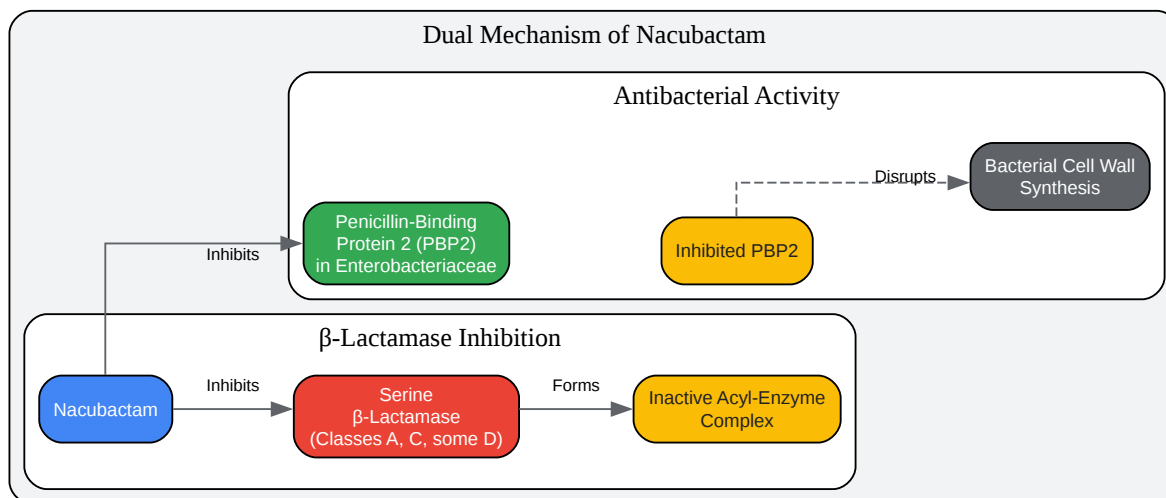 Dual Mechanism of Nacubactam
Antibacterial Activity
Bacterial Cell Wall
Synthesis
Disrupts
Penicillin-Binding
Protein 2 (PBP2)
in Enterobacteriaceae
Inhibited PBP2
Inhibits
β-Lactamase Inhibition
Nacubactam
Inhibits
Serine
β-Lactamase
(Classes A, C, some D)
Forms
Inactive Acyl-Enzyme
Complex